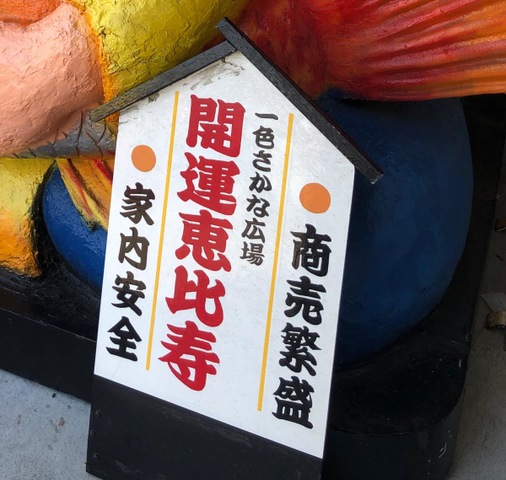 商売繁盛
一色さかな広場
開運恵比寿
家内安全